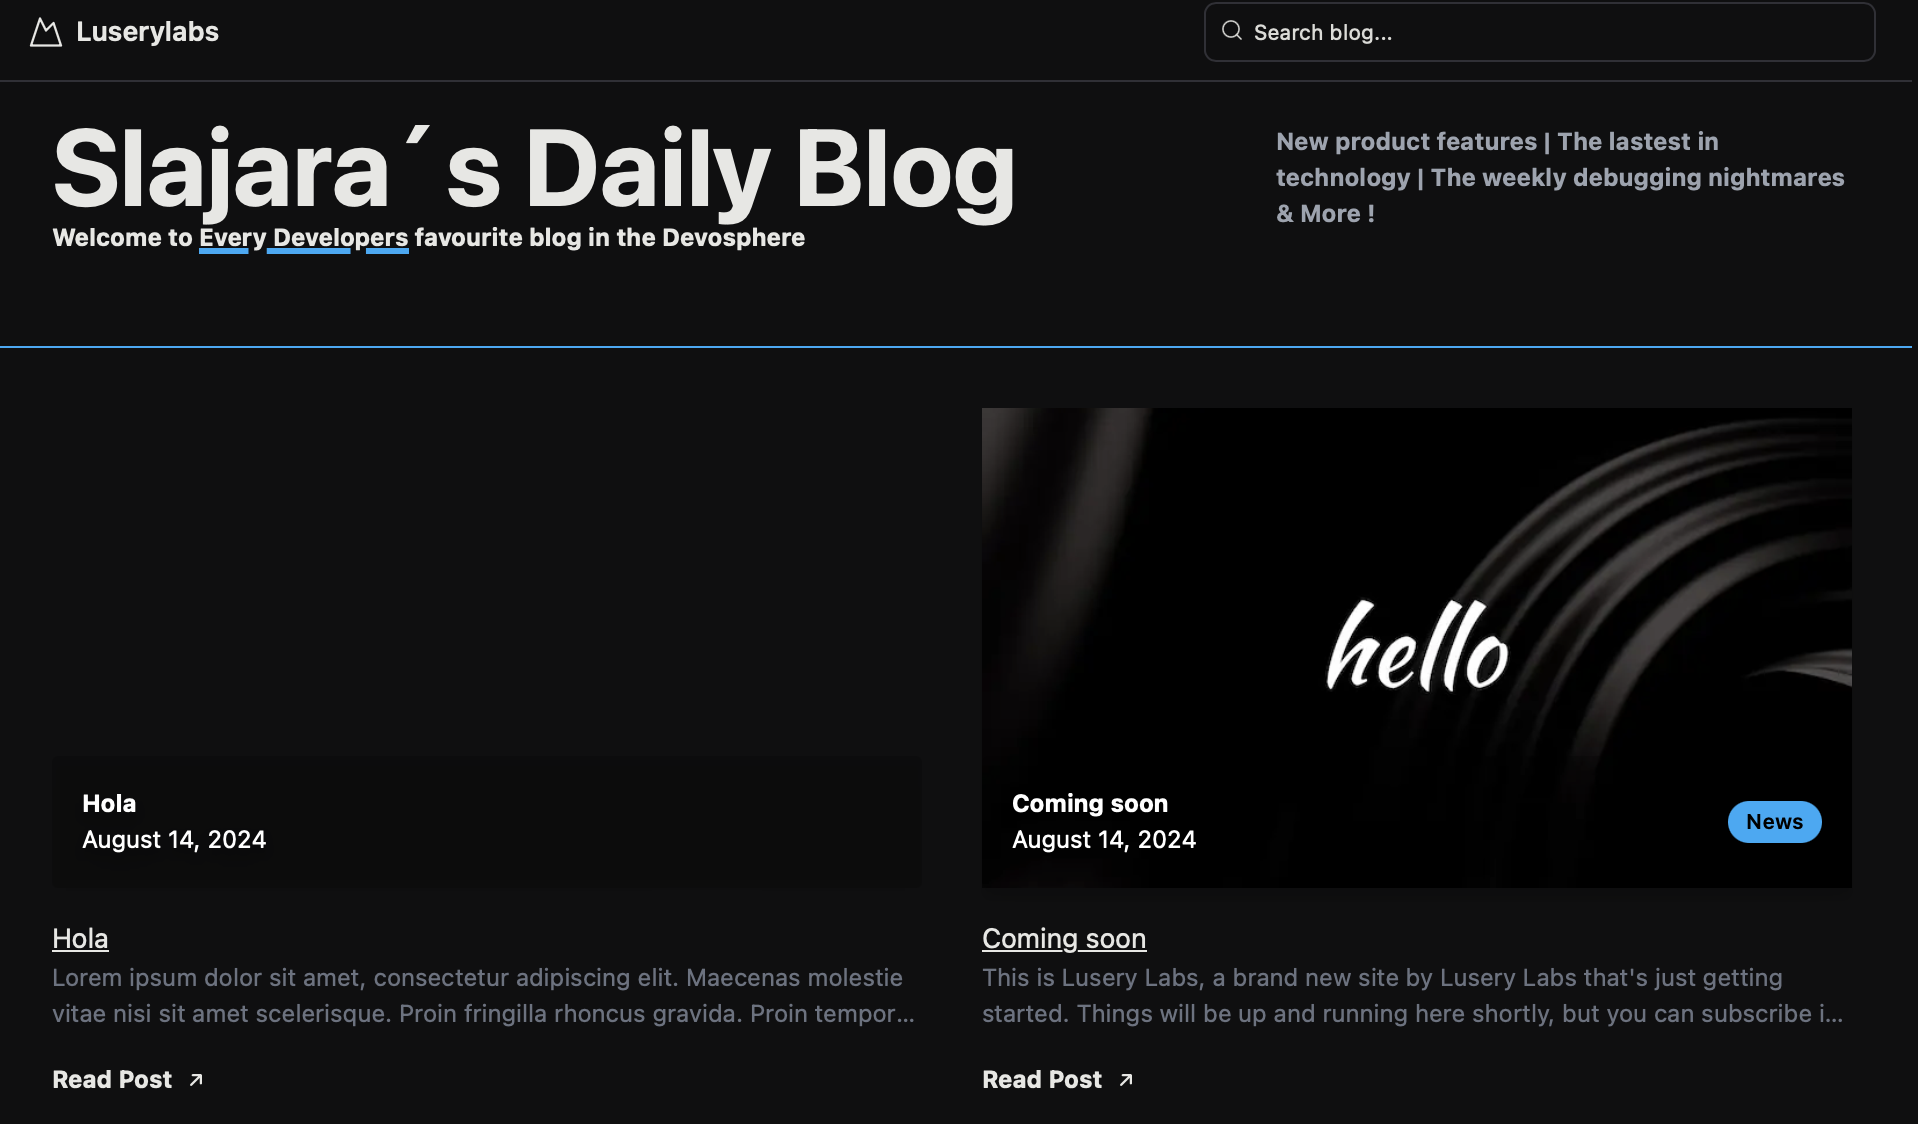 Luserylabs
Search blog...
Slajara´s Daily Blog
New product features | The lastest in
technology | The weekly debugging nightmares
& More !
Welcome to Every Developers favourite blog in the Devosphere
hello
Hola
August 14, 2024
Coming soon
August 14, 2024
News
Hola
Lorem ipsum dolor sit amet, consectetur adipiscing elit. Maecenas molestie
vitae nisi sit amet scelerisque. Proin fringilla rhoncus gravida. Proin tempor...
Read Post
Coming soon
This is Lusery Labs, a brand new site by Lusery Labs that's just getting
started. Things will be up and running here shortly, but you can subscribe i...
Read Post